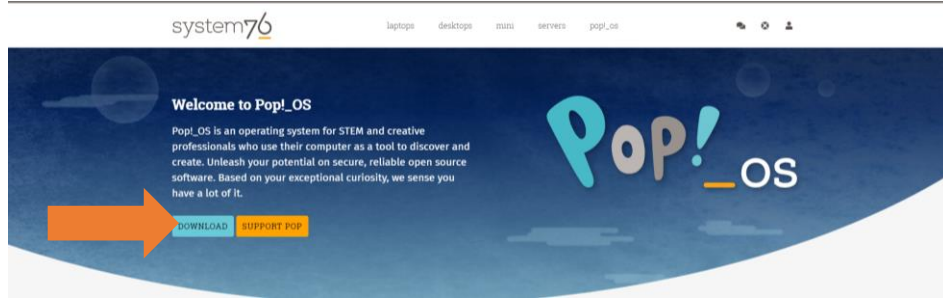 system76
laptops desktops mini servers pop!_os
Welcome to Pop!_OS
Pop!_OS is an operating system for STEM and creative
professionals who use their computer as a tool to discover and
create. Unleash your potential on secure, reliable open source
software. Based on your exceptional curiosity, we sense you
have a lot of it.
DOWNLOAD SUPPORT POP
Pop!_OS